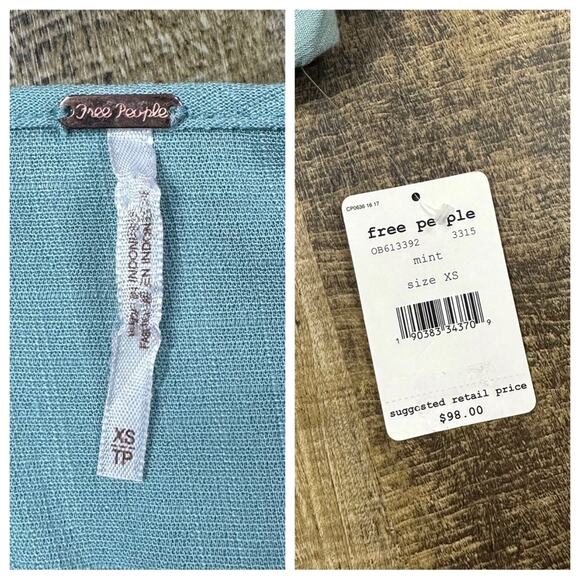 Free People
Made in INDONESIA
EN INDONESIE
XS
TP
CP0636 16 17
free people
OB613392 3315
mint
size XS
1 90383 34370 9
suggested retail price
$98.00